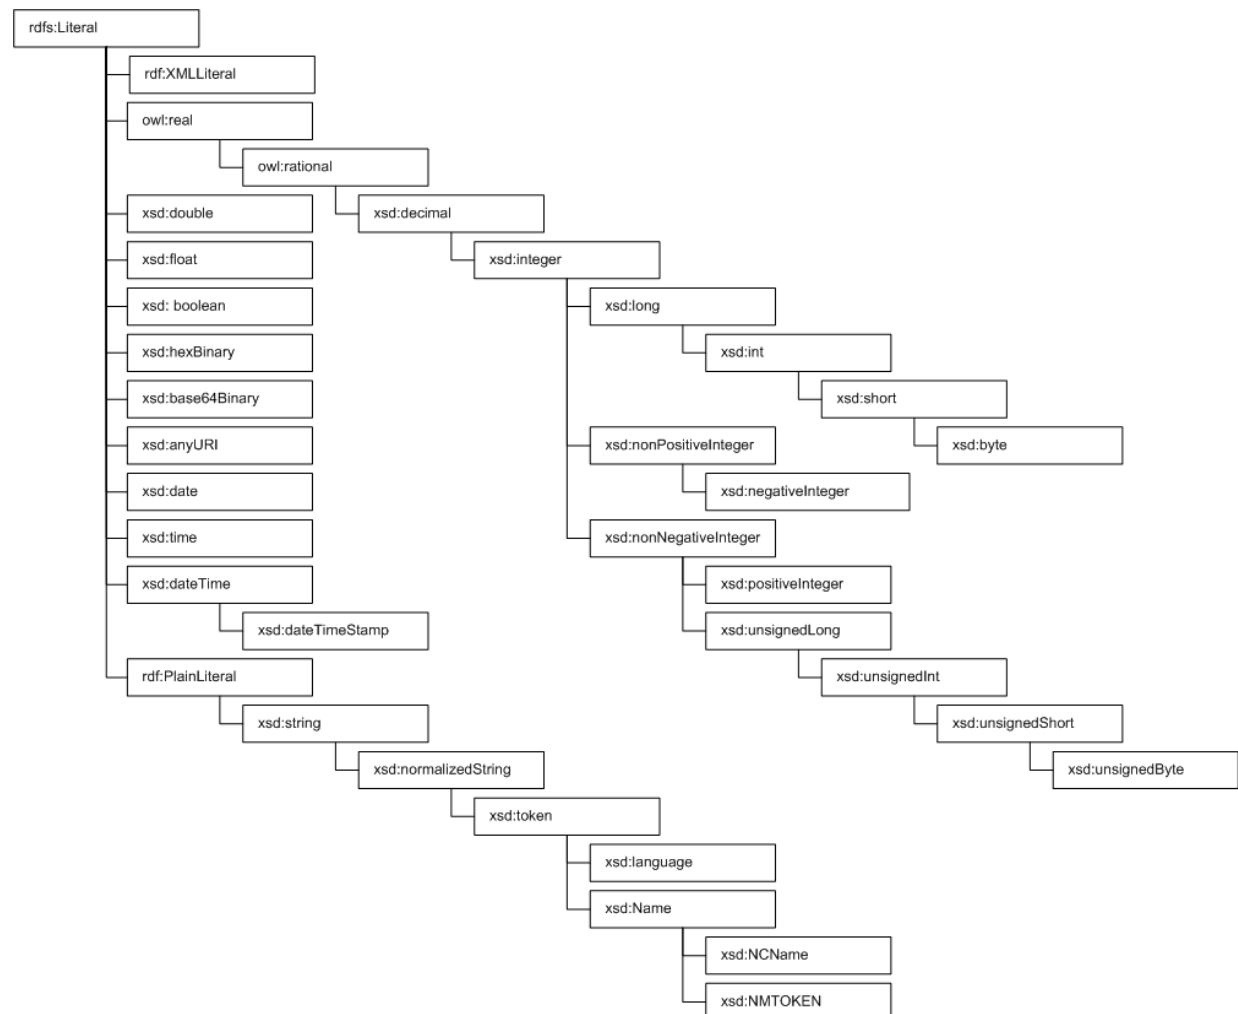 rdfs:Literal
rdf:XMLLiteral
owl:real
owl:rational
xsd:double
xsd:decimal
xsd:float
xsd:integer
xsd: boolean
xsd:long
xsd:hexBinary
xsd:int
xsd:base64Binary
xsd:short
xsd:anyURI
xsd:nonPositiveInteger
xsd:byte
xsd:date
xsd:negativeInteger
xsd:time
xsd:nonNegativeInteger
xsd:dateTime
xsd:positiveInteger
xsd:dateTimeStamp
xsd:unsignedLong
rdf:PlainLiteral
xsd:unsignedInt
xsd:string
xsd:unsignedShort
xsd:normalizedString
xsd:unsignedByte
xsd:token
xsd:language
xsd:Name
xsd:NCName
xsd:NMTOKEN